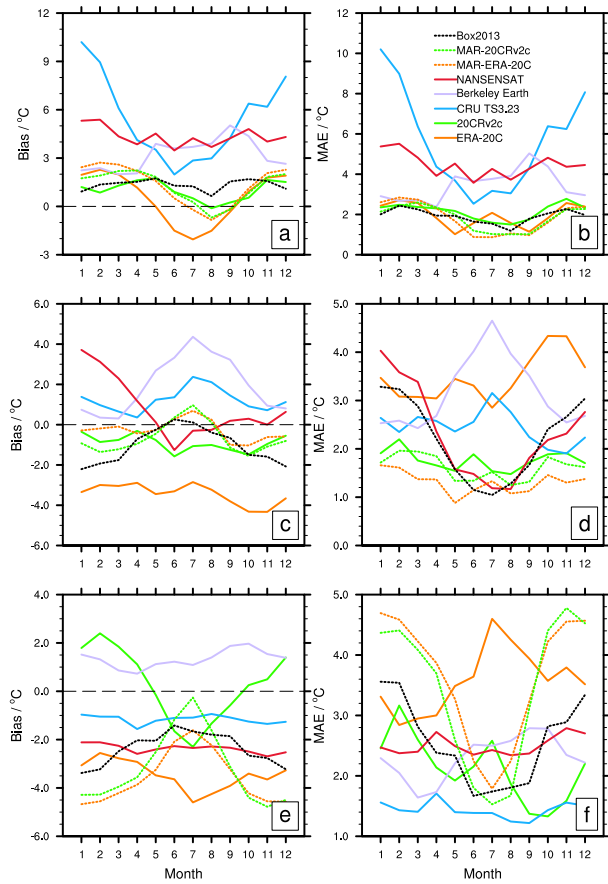 Bias / °C
12
9
6
3
0
-3
a
1 2 3 4 5 6 7 8 9 10 11 12
MAE / °C
12
10
8
6
4
2
0
Box2013
MAR-20CRv2c
MAR-ERA-20C
NANSENSAT
Berkeley Earth
CRU TS3.23
20CRv2c
ERA-20C
b
1 2 3 4 5 6 7 8 9 10 11 12
Bias / °C
6.0
4.0
2.0
0.0
-2.0
-4.0
-6.0
c
1 2 3 4 5 6 7 8 9 10 11 12
MAE / °C
5.0
4.0
3.0
2.0
1.0
0.0
d
1 2 3 4 5 6 7 8 9 10 11 12
Bias / °C
4.0
2.0
0.0
-2.0
-4.0
-6.0
e
1 2 3 4 5 6 7 8 9 10 11 12
Month
MAE / °C
5.0
4.0
3.0
2.0
1.0
f
1 2 3 4 5 6 7 8 9 10 11 12
Month